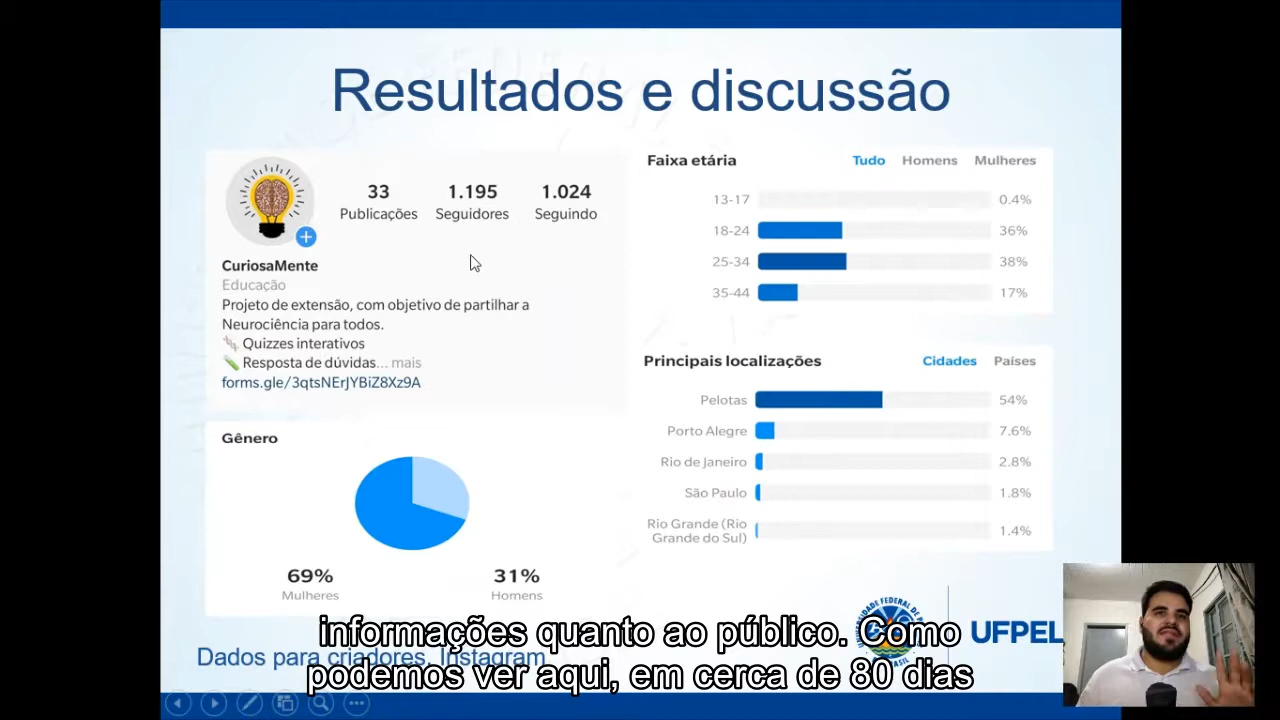 Resultados e discussão
33
1.195
1.024
Publicações
Seguidores
Seguindo
CuriosaMente
Educação
Projeto de extensão, com objetivo de partilhar a
Neurociência para todos.
Quizzes interativos
Resposta de dúvidas... mais
forms.gle/3qtsNErJYBiZ8Xz9A
Gênero
69%
Mulheres
31%
Homens
Faixa etária
Tudo Homens Mulheres
13-17 0.4%
18-24 36%
25-34 38%
35-44 17%
Principais localizações
Cidades Países
Pelotas 54%
Porto Alegre 7.6%
Rio de Janeiro 2.8%
São Paulo 1.8%
Rio Grande (Rio
Grande do Sul) 1.4%
UFPEL
Dados para criadores, Instagram
informações quanto ao público. Como
podemos ver aqui, em cerca de 80 dias